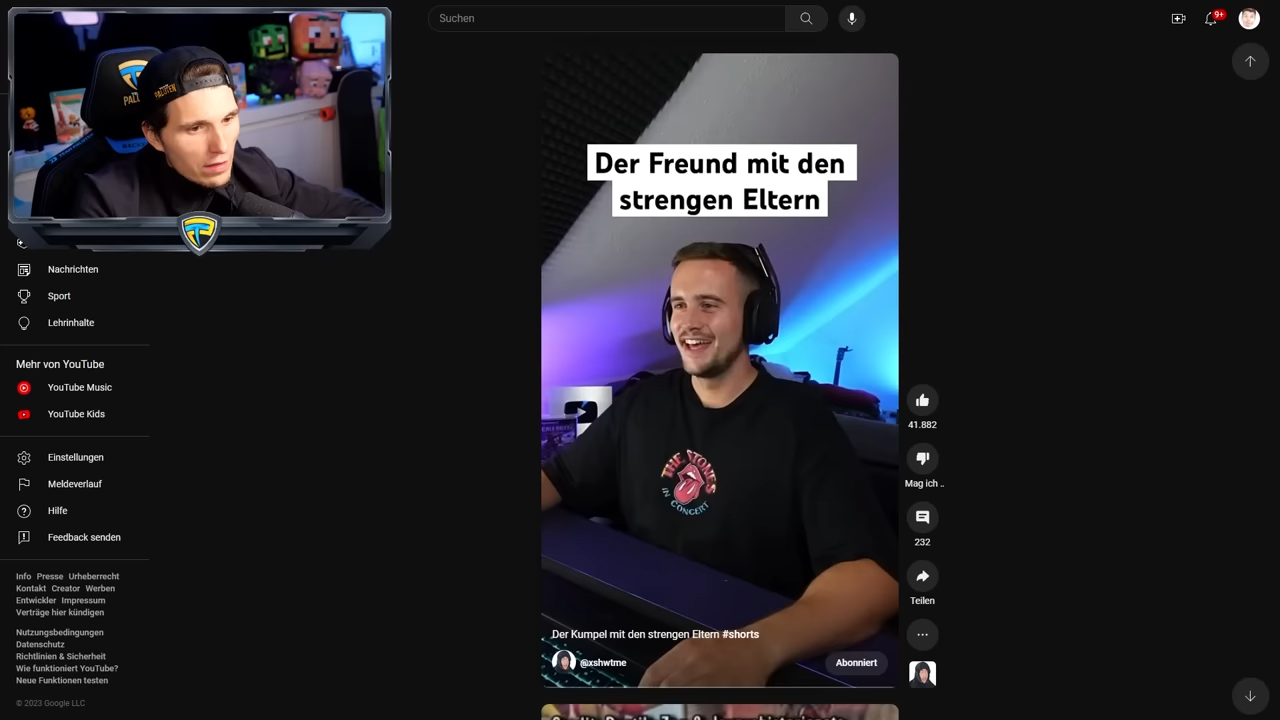 Suchen
9+
PALUTEN
PALU
Der Freund mit den
strengen Eltern
Nachrichten
Sport
Lehrinhalte
Mehr von YouTube
YouTube Music
YouTube Kids
Einstellungen
Meldeverlauf
Hilfe
Feedback senden
Info Presse Urheberrecht
Kontakt Creator Werben
Entwickler Impressum
Verträge hier kündigen
Nutzungsbedingungen
Datenschutz
Richtlinien & Sicherheit
Wie funktioniert YouTube?
Neue Funktionen testen
© 2023 Google LLC
THE STONES
IN CONCERT
41.882
Mag ich ..
232
Teilen
Der Kumpel mit den strengen Eltern #shorts
@xshwtme
Abonniert